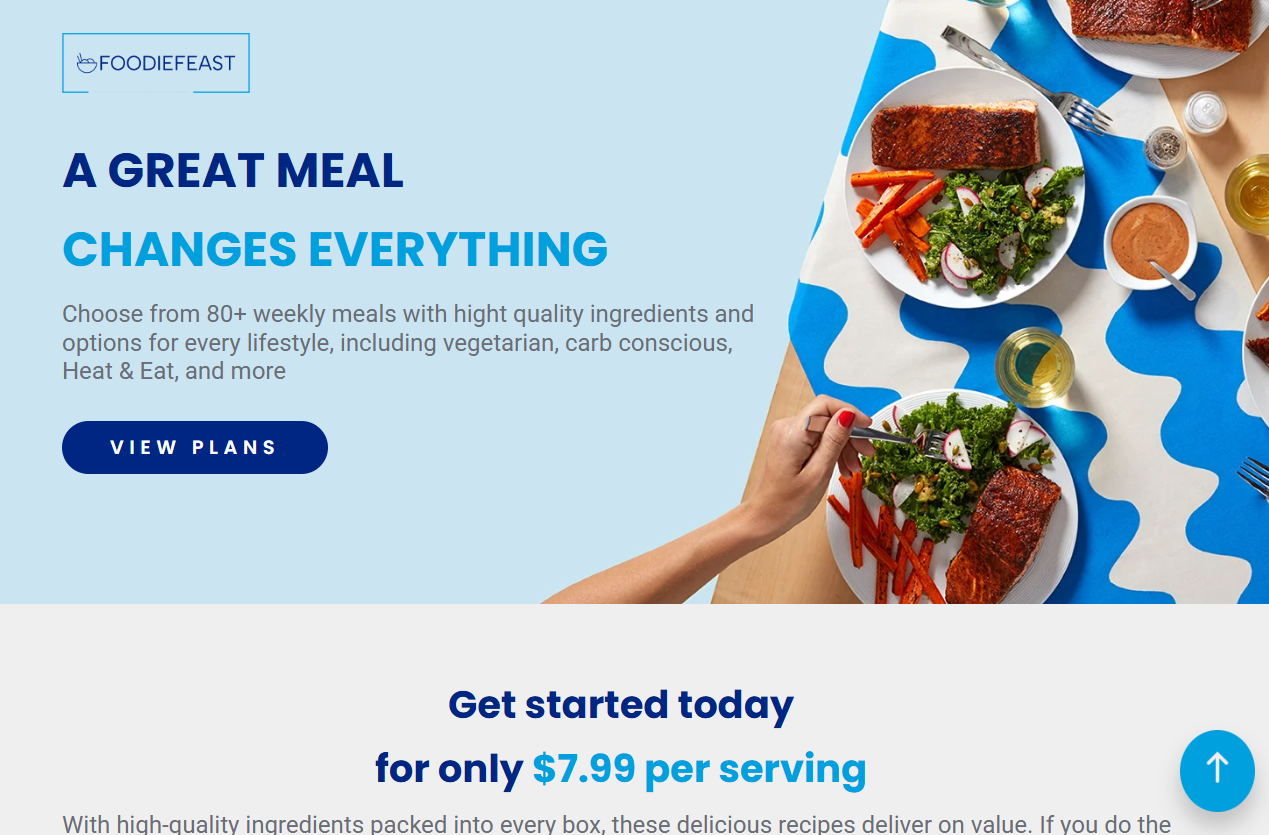 FOODIEFEAST
A GREAT MEAL
CHANGES EVERYTHING
Choose from 80+ weekly meals with hight quality ingredients and
options for every lifestyle, including vegetarian, carb conscious,
Heat & Eat, and more
VIEW PLANS
Get started today
for only $7.99 per serving
With high-quality ingredients packed into every box, these delicious recipes deliver on value. If you do the